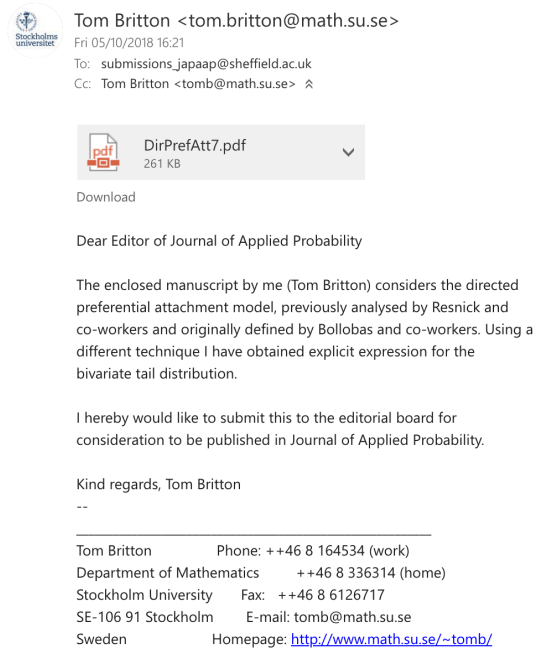 Stockholms
universitet
Tom Britton <tom.britton@math.su.se>
Fri 05/10/2018 16:21
To: submissions_japaap@sheffield.ac.uk
Cc: Tom Britton <tomb@math.su.se>
pdf
DirPrefAtt7.pdf
261 KB
Download
Dear Editor of Journal of Applied Probability
The enclosed manuscript by me (Tom Britton) considers the directed
preferential attachment model, previously analysed by Resnick and
co-workers and originally defined by Bollobas and co-workers. Using a
different technique I have obtained explicit expression for the
bivariate tail distribution.
I hereby would like to submit this to the editorial board for
consideration to be published in Journal of Applied Probability.
Kind regards, Tom Britton
--
Tom Britton Phone: ++46 8 164534 (work)
Department of Mathematics ++46 8 336314 (home)
Stockholm University Fax: ++46 8 6126717
SE-106 91 Stockholm E-mail: tomb@math.su.se
Sweden Homepage: http://www.math.su.se/~tomb/